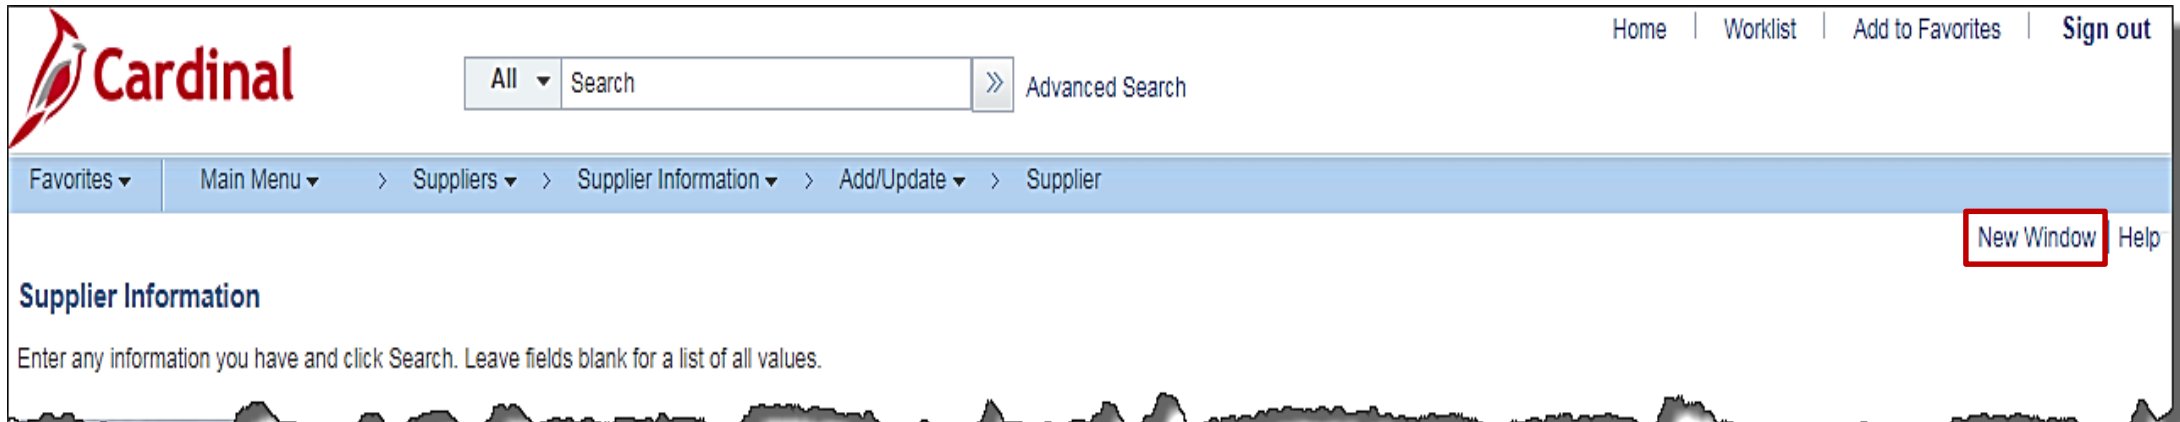 Home | Worklist | Add to Favorites | Sign out
Cardinal
All Search » Advanced Search
Favorites Main Menu > Suppliers > Supplier Information > Add/Update > Supplier
New Window | Help
Supplier Information
Enter any information you have and click Search. Leave fields blank for a list of all values.